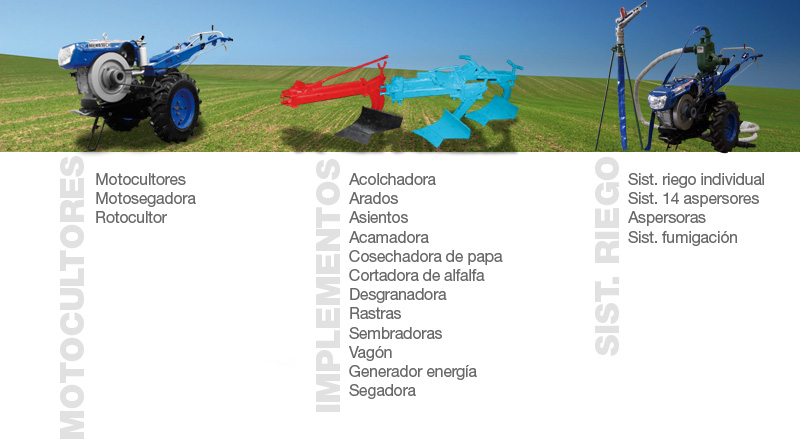 MOTOCULTORES
Motocultores
Motosegadora
Rotocultor
IMPLEMENTOS
Acolchadora
Arados
Asientos
Acamadora
Cosechadora de papa
Cortadora de alfalfa
Desgranadora
Rastras
Sembradoras
Vagón
Generador energía
Segadora
SIST. RIEGO
Sist. riego individual
Sist. 14 aspersores
Aspersoras
Sist. fumigación